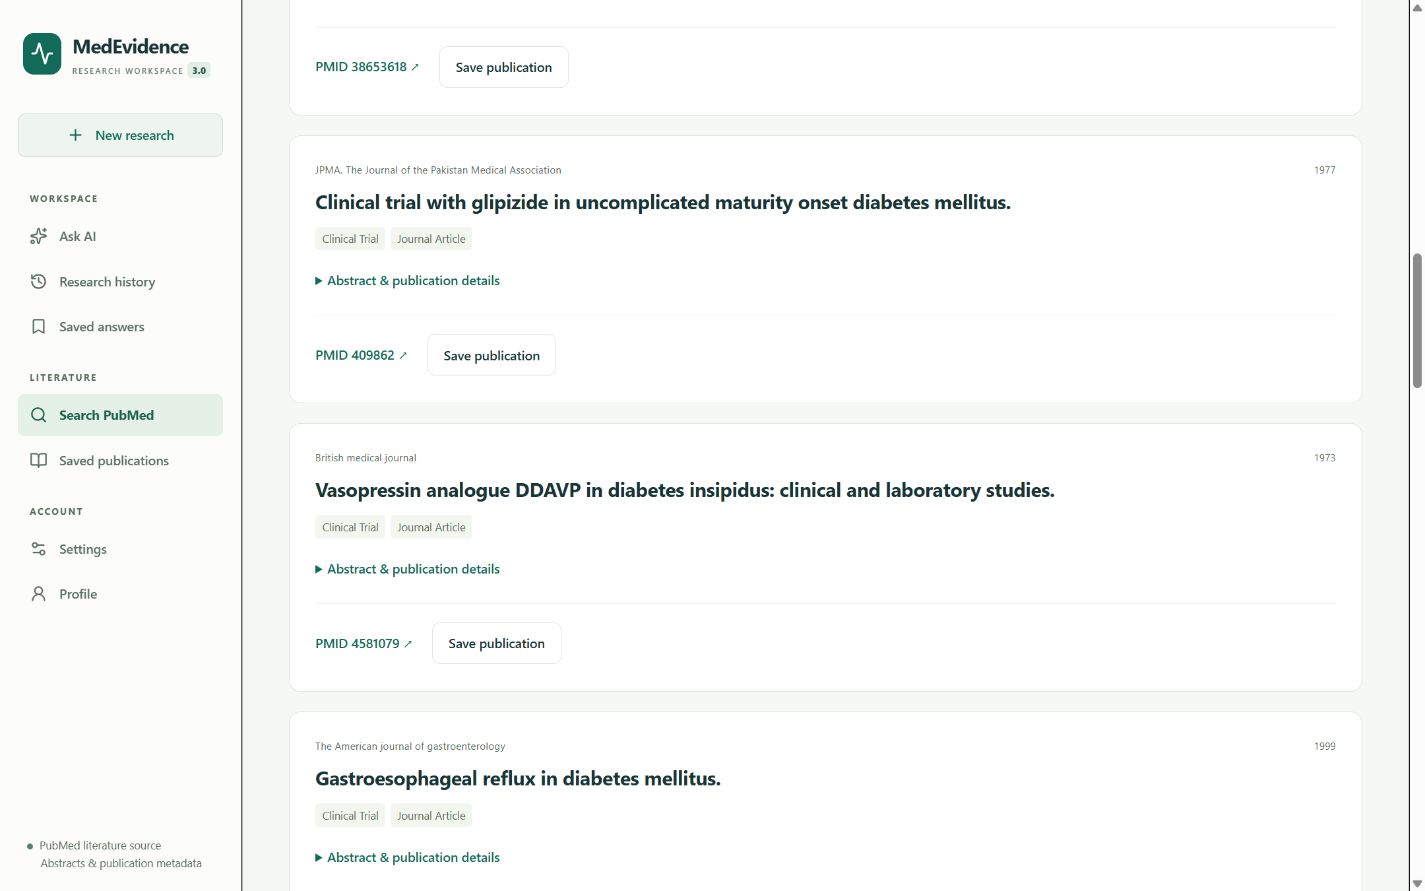 MedEvidence
RESEARCH WORKSPACE 3.0
New research
WORKSPACE
Ask AI
Research history
Saved answers
LITERATURE
Search PubMed
Saved publications
ACCOUNT
Settings
Profile
PubMed literature source
Abstracts & publication metadata
PMID 38653618 ↗
Save publication
JPMA. The Journal of the Pakistan Medical Association
1977
Clinical trial with glipizide in uncomplicated maturity onset diabetes mellitus.
Clinical Trial
Journal Article
Abstract & publication details
PMID 409862 ↗
Save publication
British medical journal
1973
Vasopressin analogue DDAVP in diabetes insipidus: clinical and laboratory studies.
Clinical Trial
Journal Article
Abstract & publication details
PMID 4581079 ↗
Save publication
The American journal of gastroenterology
1999
Gastroesophageal reflux in diabetes mellitus.
Clinical Trial
Journal Article
Abstract & publication details